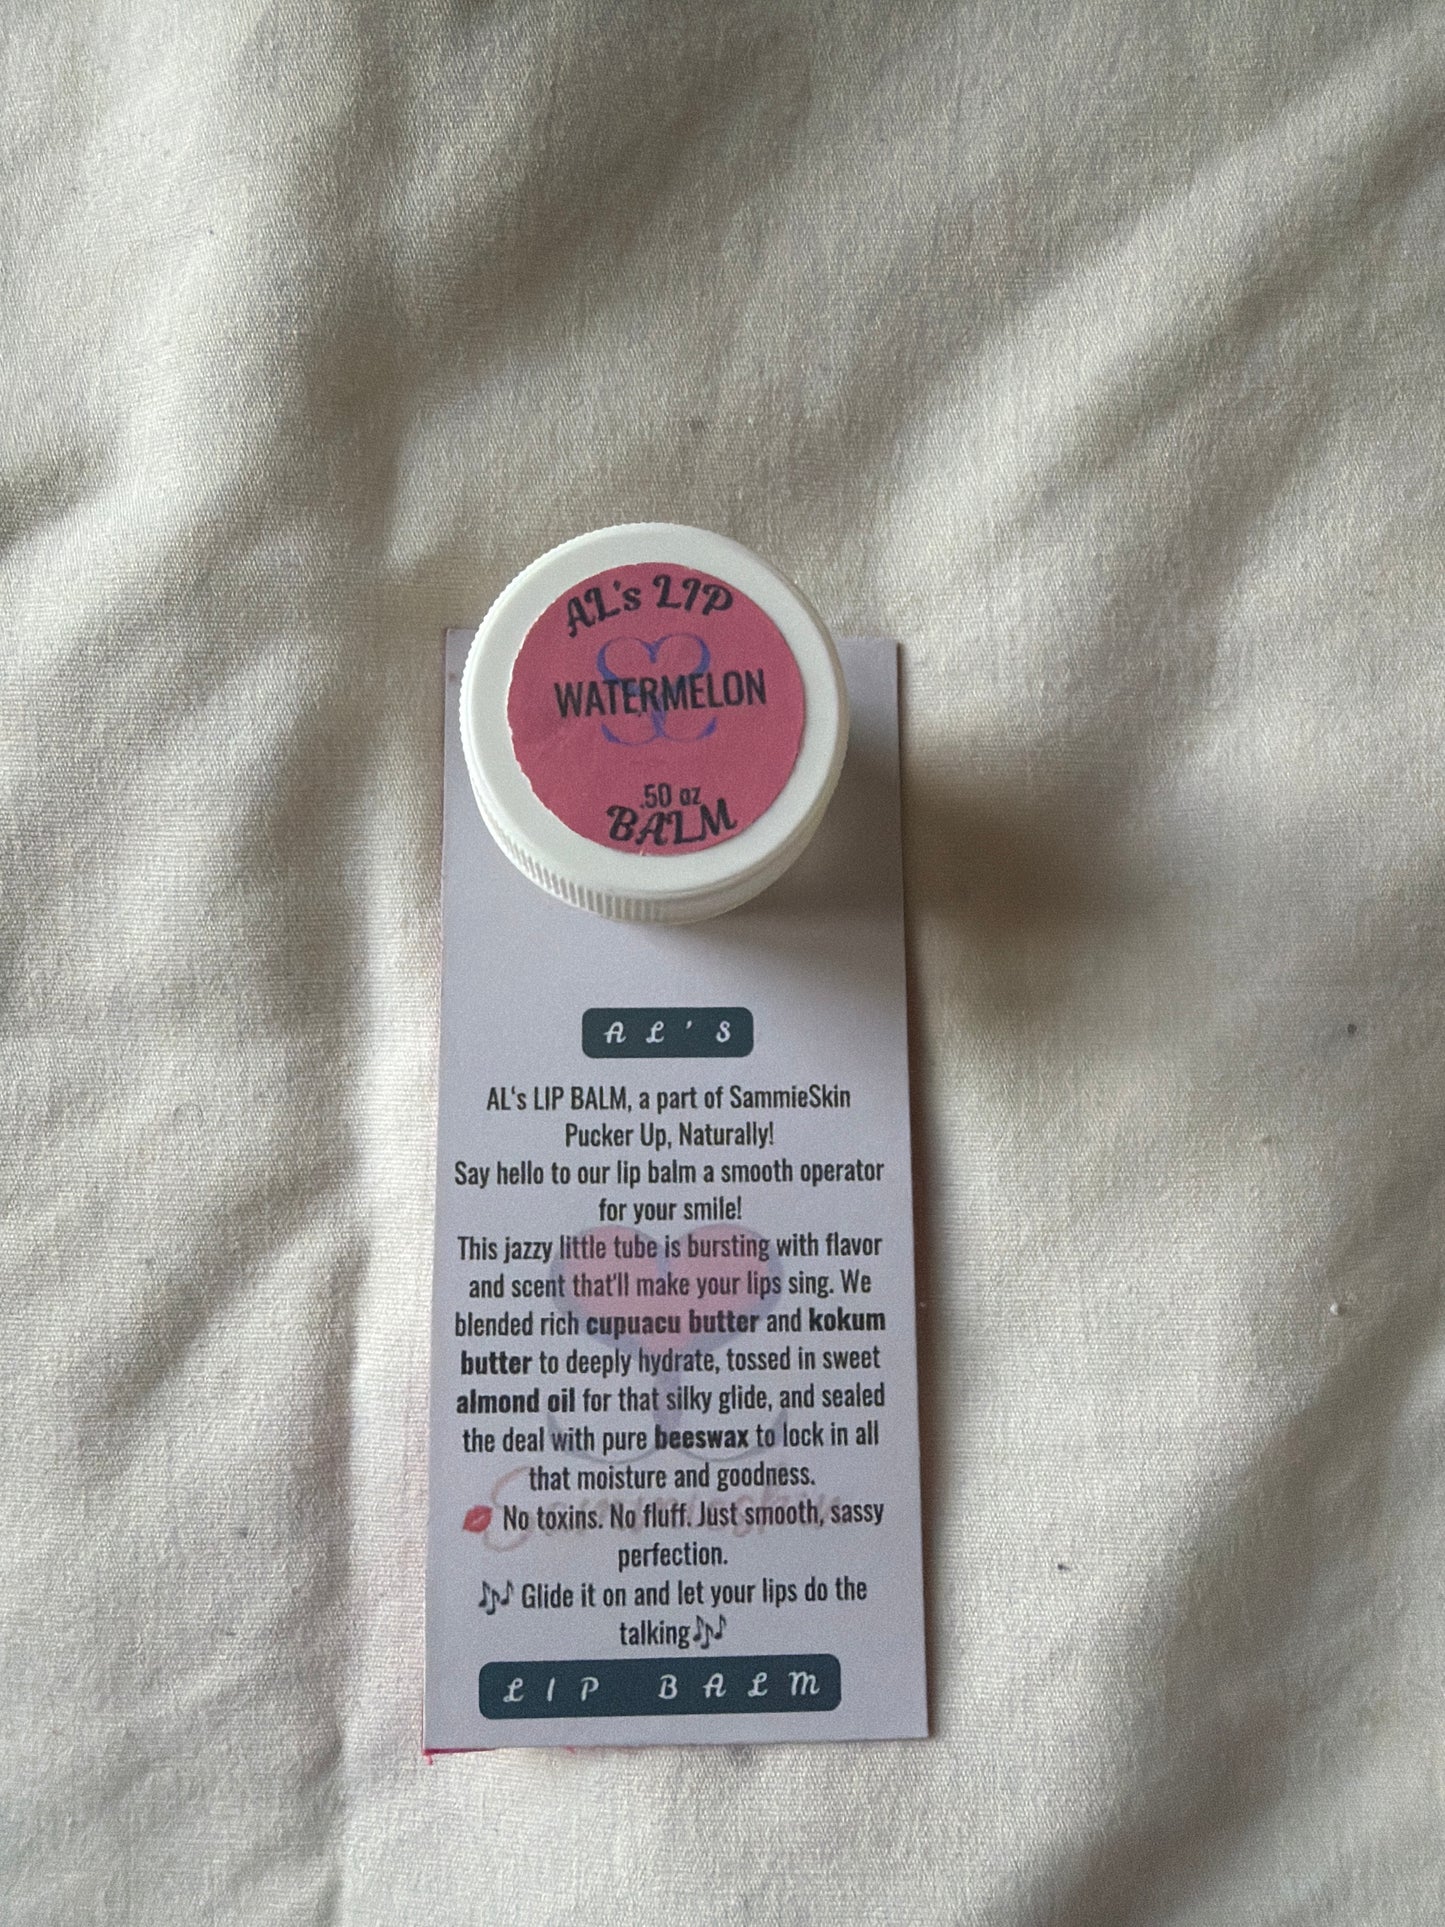 AL's LIP
WATERMELON
.50 oz
BALM
AL'S
AL's LIP BALM, a part of SammieSkin
Pucker Up, Naturally!
Say hello to our lip balm a smooth operator
for your smile!
This jazzy little tube is bursting with flavor
and scent that'll make your lips sing. We
blended rich cupuacu butter and kokum
butter to deeply hydrate, tossed in sweet
almond oil for that silky glide, and sealed
the deal with pure beeswax to lock in all
that moisture and goodness.
💋 No toxins. No fluff. Just smooth, sassy
perfection.
🎶 Glide it on and let your lips do the
talking🎶
LIP BALM